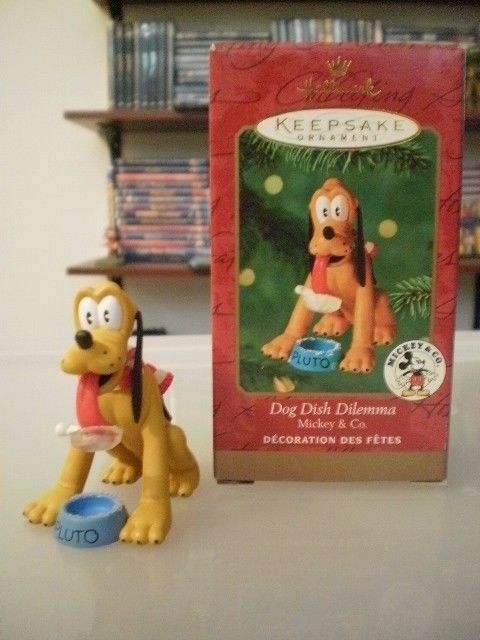 Hallmark
KEEPSAKE
ORNAMENT
PLUTO
MICKEY & CO.
Dog Dish Dilemma
Mickey & Co.
DÉCORATION DES FÊTES
PLUTO